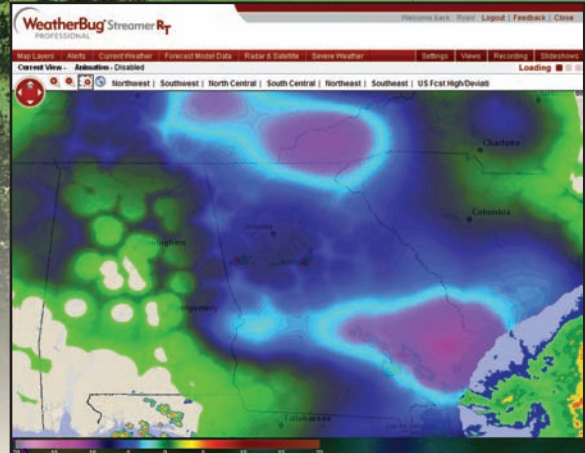 WeatherBug® Streamer RT
PROFESSIONAL
Welcome back Ryan! Logout | Feedback | Close
Map Layers Alerts Current Weather Forecast Model Data Radar & Satellite Severe Weather Settings Views Recording Slideshows
Current View - Animation - Disabled Loading
Northwest | Southwest | North Central | South Central | Northeast | Southeast | US Fcst High/Deviati
Charlotte
Columbia
Atlanta